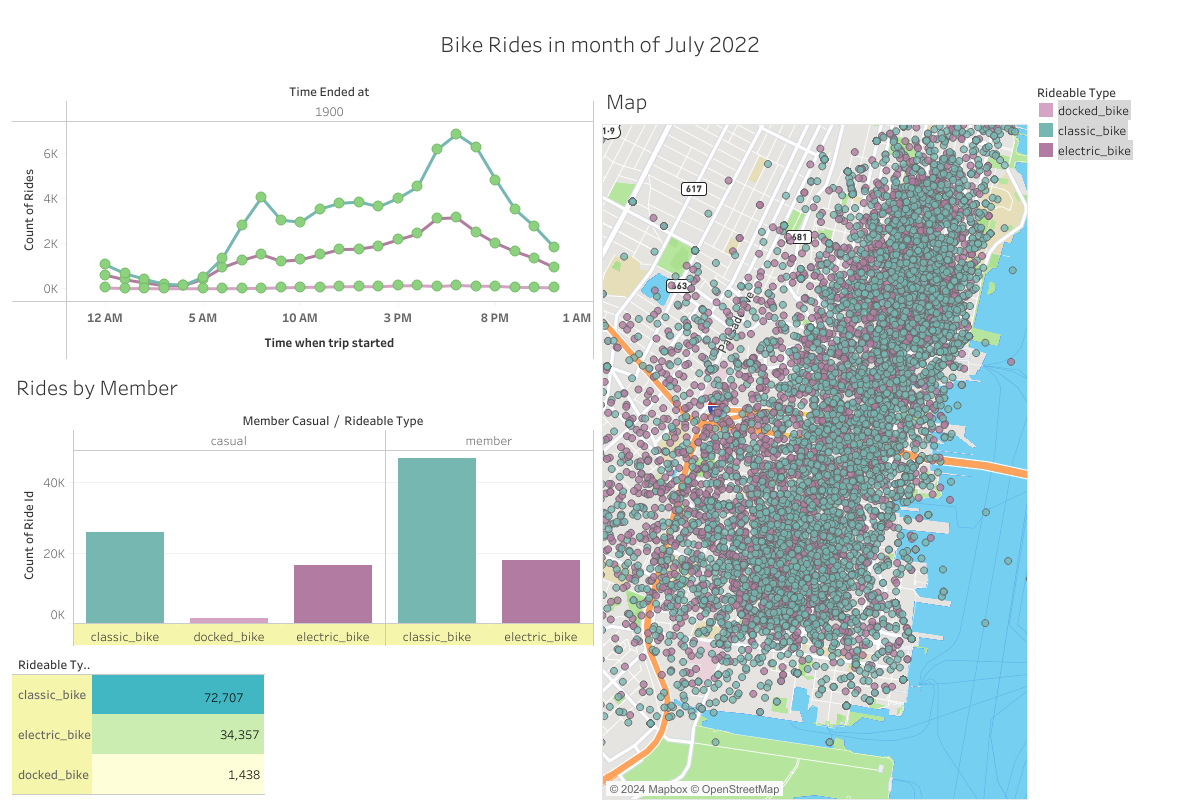 Bike Rides in month of July 2022
Time Ended at
1900
Count of Rides
6K
4K
2K
0K
12 AM 5 AM 10 AM 3 PM 8 PM 1 AM
Time when trip started
Rides by Member
Member Casual / Rideable Type
casual member
Count of Ride Id
40K
20K
0K
classic_bike docked_bike electric_bike classic_bike electric_bike
Rideable Ty..
classic_bike 72,707
electric_bike 34,357
docked_bike 1,438
Map
1-9
617
681
663
© 2024 Mapbox © OpenStreetMap
Rideable Type
docked_bike
classic_bike
electric_bike